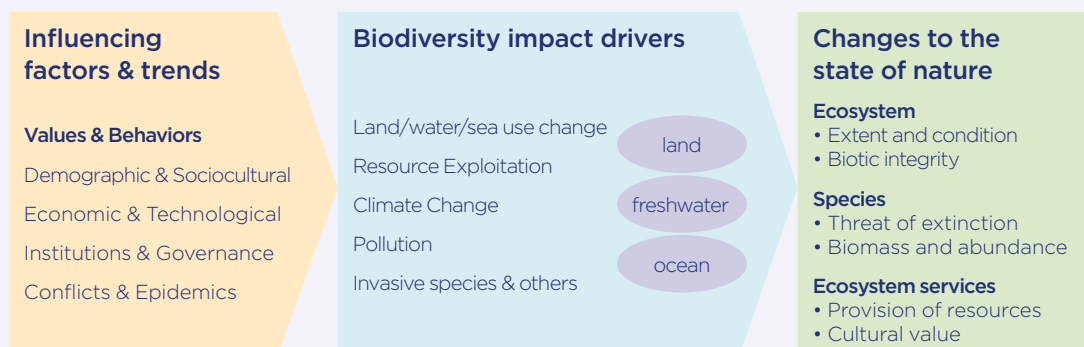 Influencing
factors & trends
Values & Behaviors
Demographic & Sociocultural
Economic & Technological
Institutions & Governance
Conflicts & Epidemics
Biodiversity impact drivers
Land/water/sea use change
Resource Exploitation
Climate Change
Pollution
Invasive species & others
land
freshwater
ocean
Changes to the
state of nature
Ecosystem
• Extent and condition
• Biotic integrity
Species
• Threat of extinction
• Biomass and abundance
Ecosystem services
• Provision of resources
• Cultural value